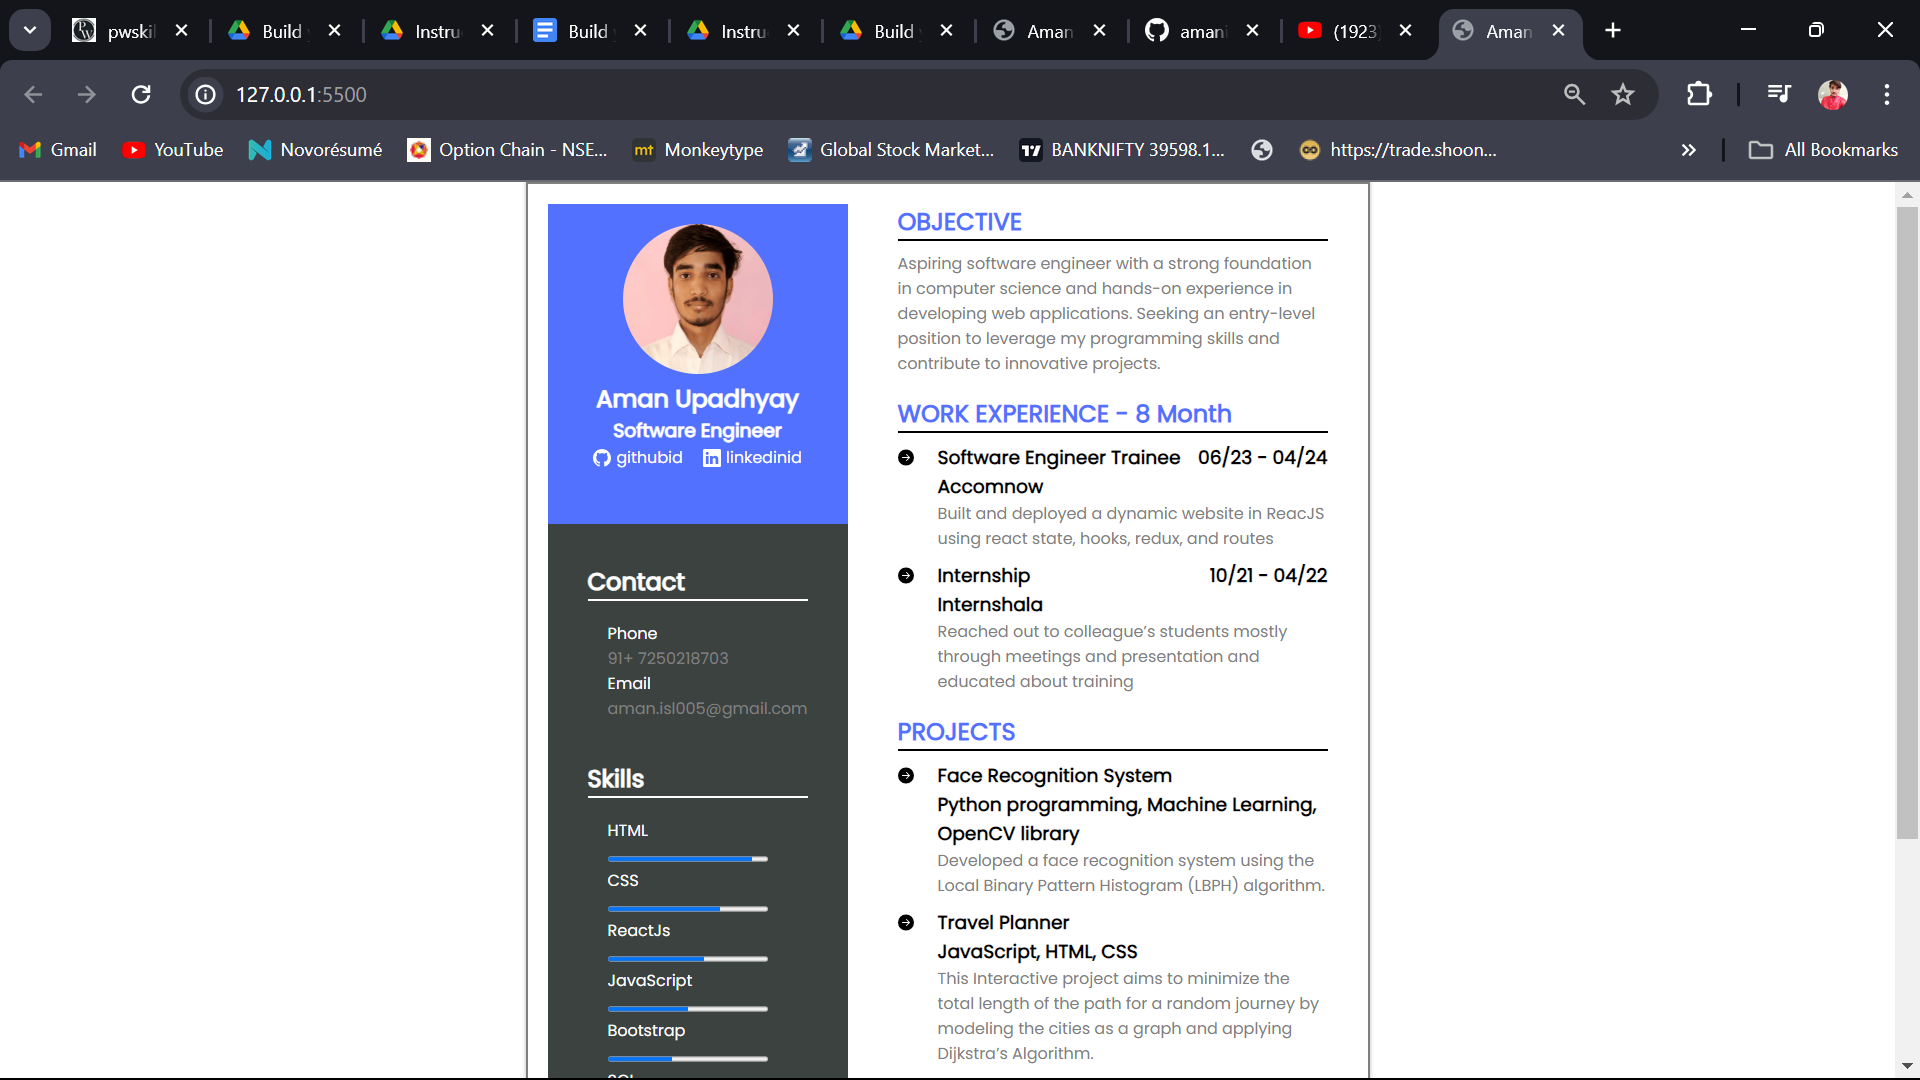 pwskil
Build
Instru
Build
Instru
Build
Aman
amani
(1923)
Aman
127.0.0.1:5500
Gmail
YouTube
Novorésumé
Option Chain - NSE...
mt
Monkeytype
Global Stock Market...
BANKNIFTY 39598.1...
https://trade.shoon...
All Bookmarks
Aman Upadhyay
Software Engineer
githubid linkedinid
Contact
Phone
91+ 7250218703
Email
aman.isl005@gmail.com
Skills
HTML
CSS
ReactJs
JavaScript
Bootstrap
OBJECTIVE
Aspiring software engineer with a strong foundation
in computer science and hands-on experience in
developing web applications. Seeking an entry-level
position to leverage my programming skills and
contribute to innovative projects.
WORK EXPERIENCE - 8 Month
Software Engineer Trainee 06/23 - 04/24
Accomnow
Built and deployed a dynamic website in ReacJS
using react state, hooks, redux, and routes
Internship 10/21 - 04/22
Internshala
Reached out to colleague’s students mostly
through meetings and presentation and
educated about training
PROJECTS
Face Recognition System
Python programming, Machine Learning,
OpenCV library
Developed a face recognition system using the
Local Binary Pattern Histogram (LBPH) algorithm.
Travel Planner
JavaScript, HTML, CSS
This Interactive project aims to minimize the
total length of the path for a random journey by
modeling the cities as a graph and applying
Dijkstra’s Algorithm.